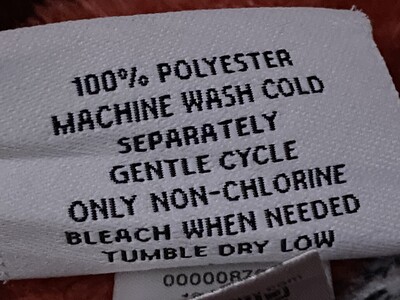 100% POLYESTER
MACHINE WASH COLD
SEPARATELY
GENTLE CYCLE
ONLY NON-CHLORINE
BLEACH WHEN NEEDED
TUMBLE DRY LOW